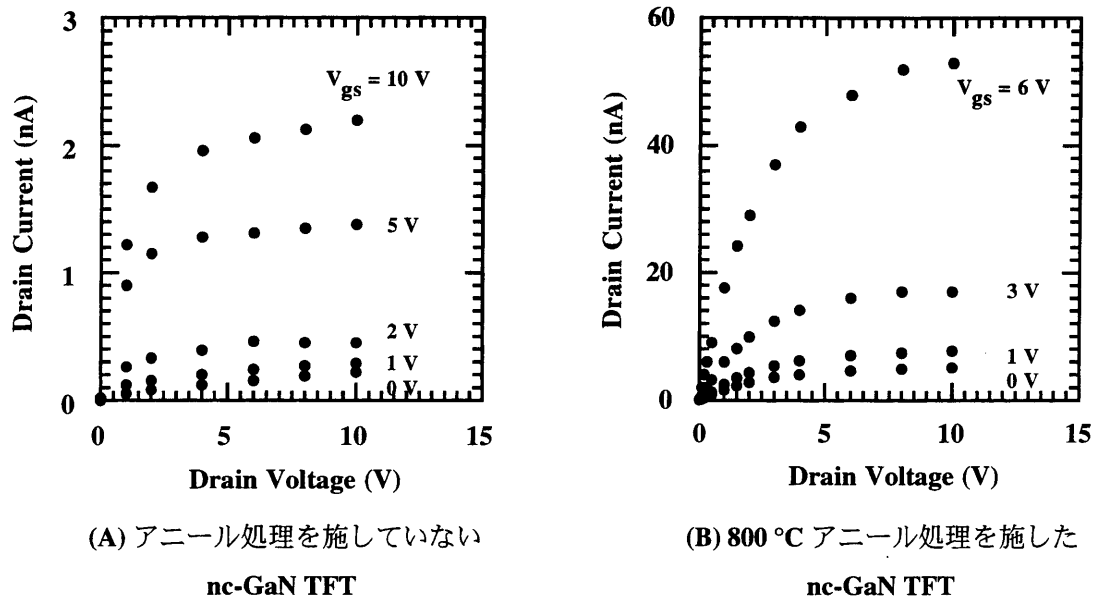 3
2
1
0
Drain Current (nA)
V_gs = 10 V
5 V
2 V
1 V
0 V
0
5
10
15
Drain Voltage (V)
(A) アニール処理を施していない
nc-GaN TFT
60
40
20
0
Drain Current (nA)
V_gs = 6 V
3 V
1 V
0 V
0
5
10
15
Drain Voltage (V)
(B) 800 °C アニール処理を施した
nc-GaN TFT